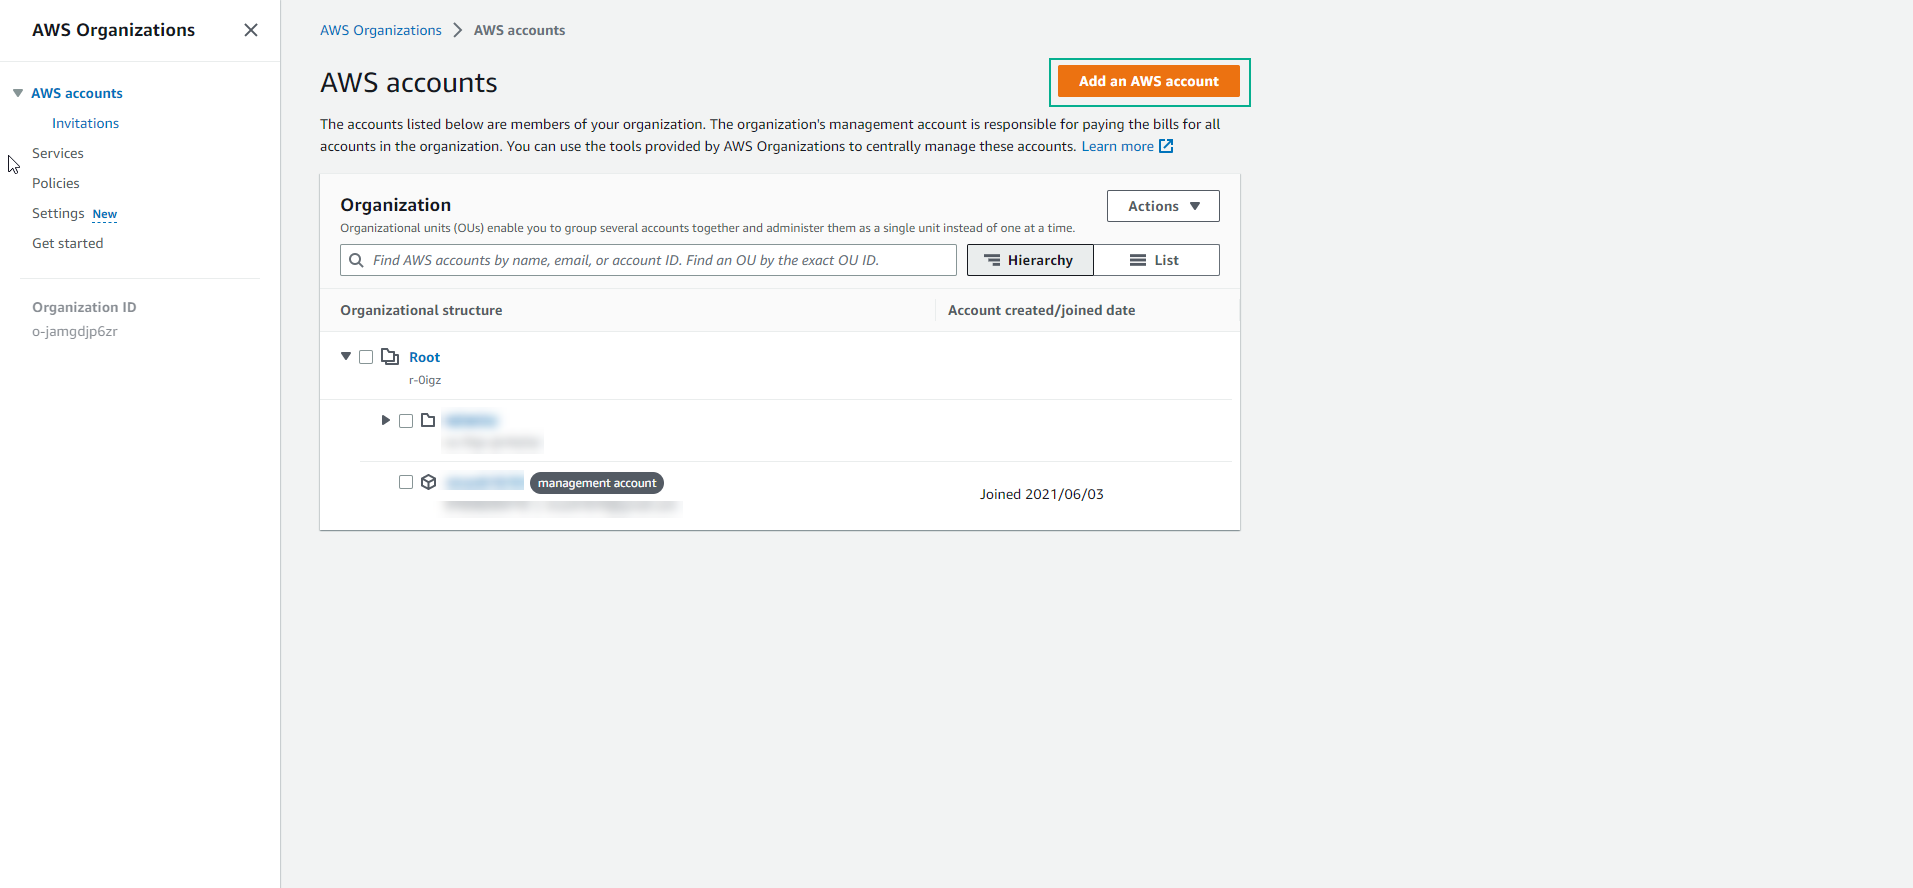 AWS Organizations
AWS accounts
Invitations
Services
Policies
Settings New
Get started
Organization ID
o-jamgdjp6zr
AWS Organizations > AWS accounts
AWS accounts
Add an AWS account
The accounts listed below are members of your organization. The organization's management account is responsible for paying the bills for all
accounts in the organization. You can use the tools provided by AWS Organizations to centrally manage these accounts. Learn more
Organization
Actions
Organizational units (OUs) enable you to group several accounts together and administer them as a single unit instead of one at a time.
Find AWS accounts by name, email, or account ID. Find an OU by the exact OU ID.
Hierarchy
List
Organizational structure
Account created/joined date
Root
r-0igz
management account
Joined 2021/06/03